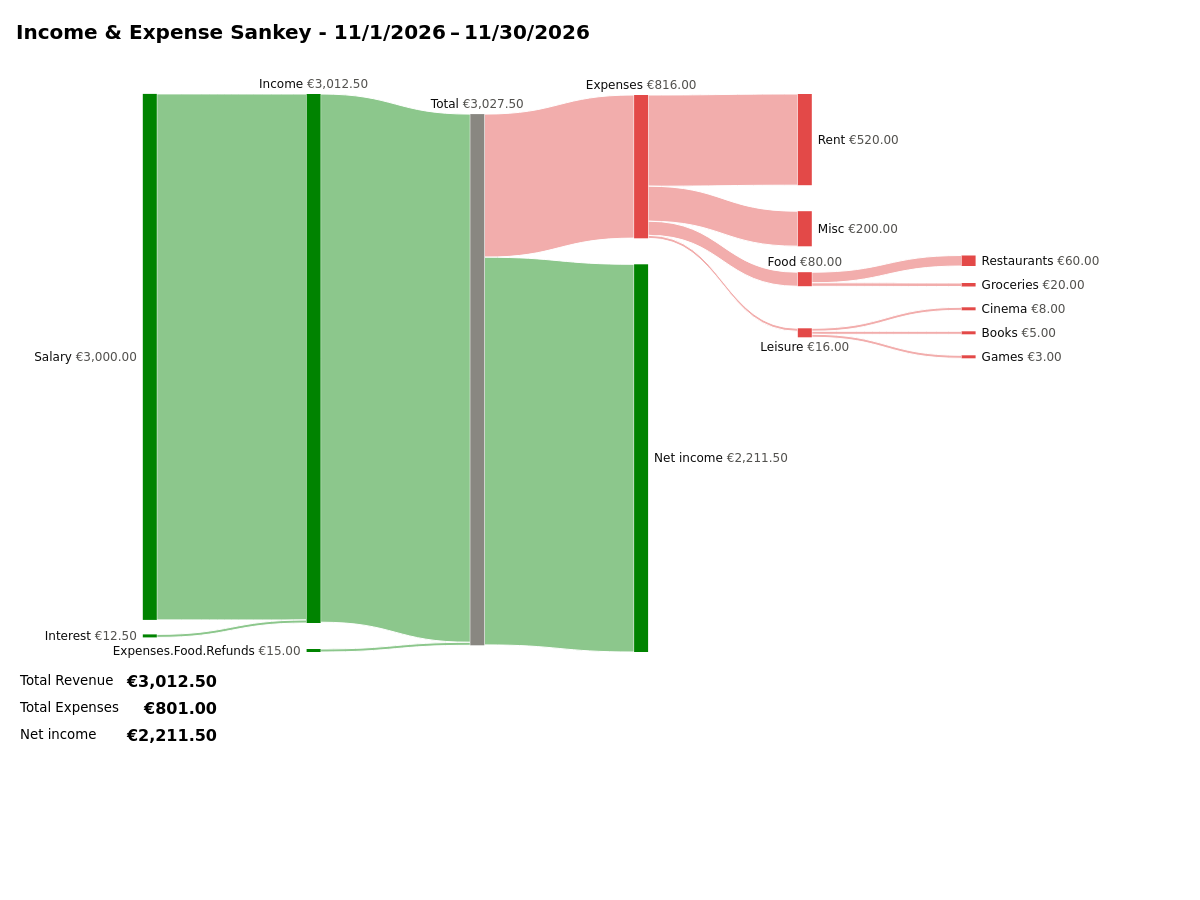 Income & Expense Sankey - 11/1/2026 – 11/30/2026
Income €3,012.50
Expenses €816.00
Total €3,027.50
Rent €520.00
Misc €200.00
Food €80.00
Restaurants €60.00
Groceries €20.00
Cinema €8.00
Books €5.00
Leisure €16.00
Games €3.00
Salary €3,000.00
Net income €2,211.50
Interest €12.50
Expenses.Food.Refunds €15.00
Total Revenue €3,012.50
Total Expenses €801.00
Net income €2,211.50